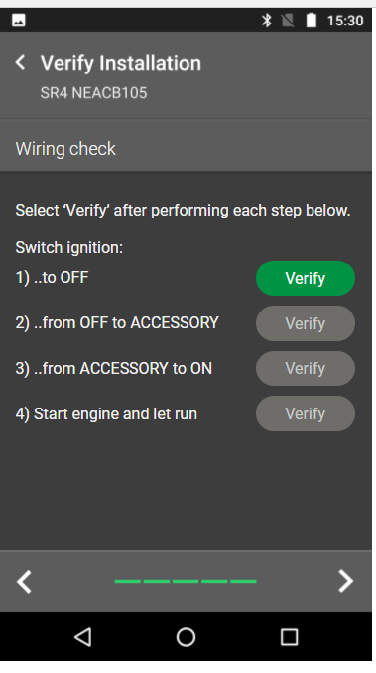 15:30
Verify Installation
SR4 NEACB105
Wiring check
Select ‘Verify’ after performing each step below.
Switch ignition:
1) ..to OFF Verify
2) ..from OFF to ACCESSORY Verify
3) ..from ACCESSORY to ON Verify
4) Start engine and let run Verify